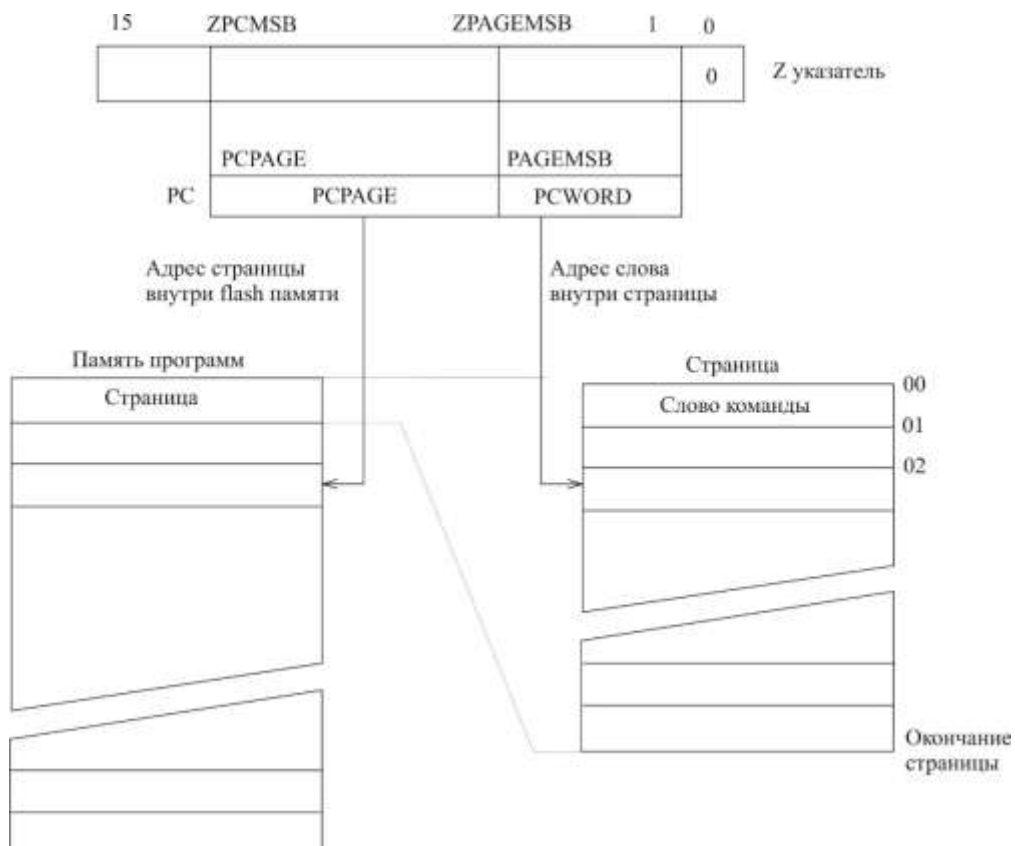 15 ZPCMSB ZPAGEMSB 1 0
0 Z указатель
PCPAGE PAGEMSB
PC PCPAGE PCWORD
Адрес страницы
внутри flash памяти
Адрес слова
внутри страницы
Память программ
Страница
Страница
00
Слово команды
01
02
Окончание
страницы